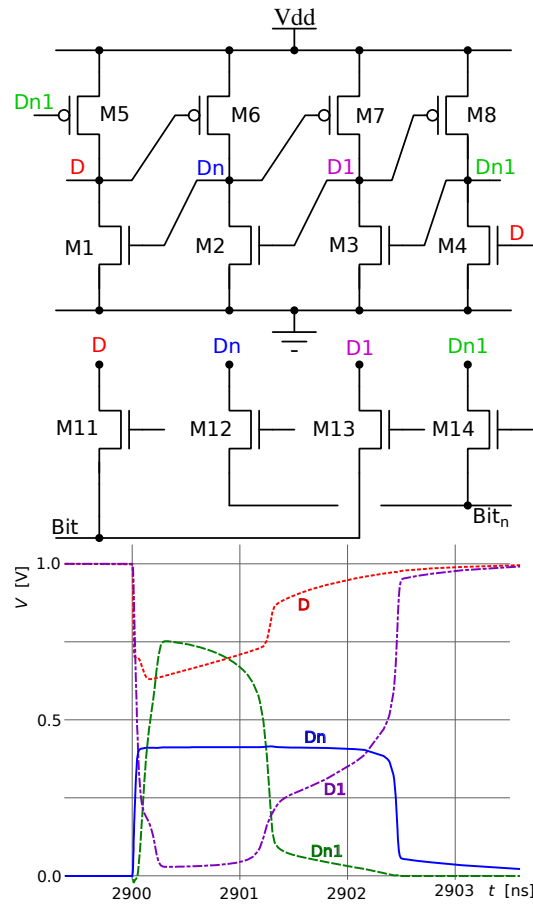 Vdd
Dn1 M5 M6 M7 M8
D Dn D1 Dn1
M1 M2 M3 M4 D
D Dn D1 Dn1
M11 M12 M13 M14
Bit Bitₙ
V [V]
1.0
D
0.5
Dn
D1
Dn1
0.0
2900 2901 2902 2903 t [ns]